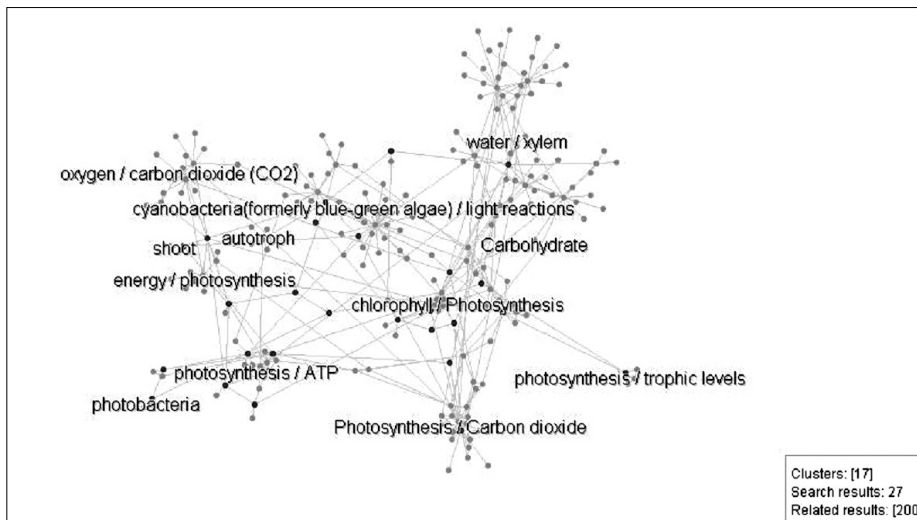 water / xylem
oxygen / carbon dioxide (CO2)
cyanobacteria(formerly blue-green algae) / light reactions
autotroph
shoot
Carbohydrate
energy / photosynthesis
chlorophyll / Photosynthesis
photosynthesis / ATP
photosynthesis / trophic levels
photobacteria
Photosynthesis / Carbon dioxide
Clusters: [17]
Search results: 27
Related results: [200